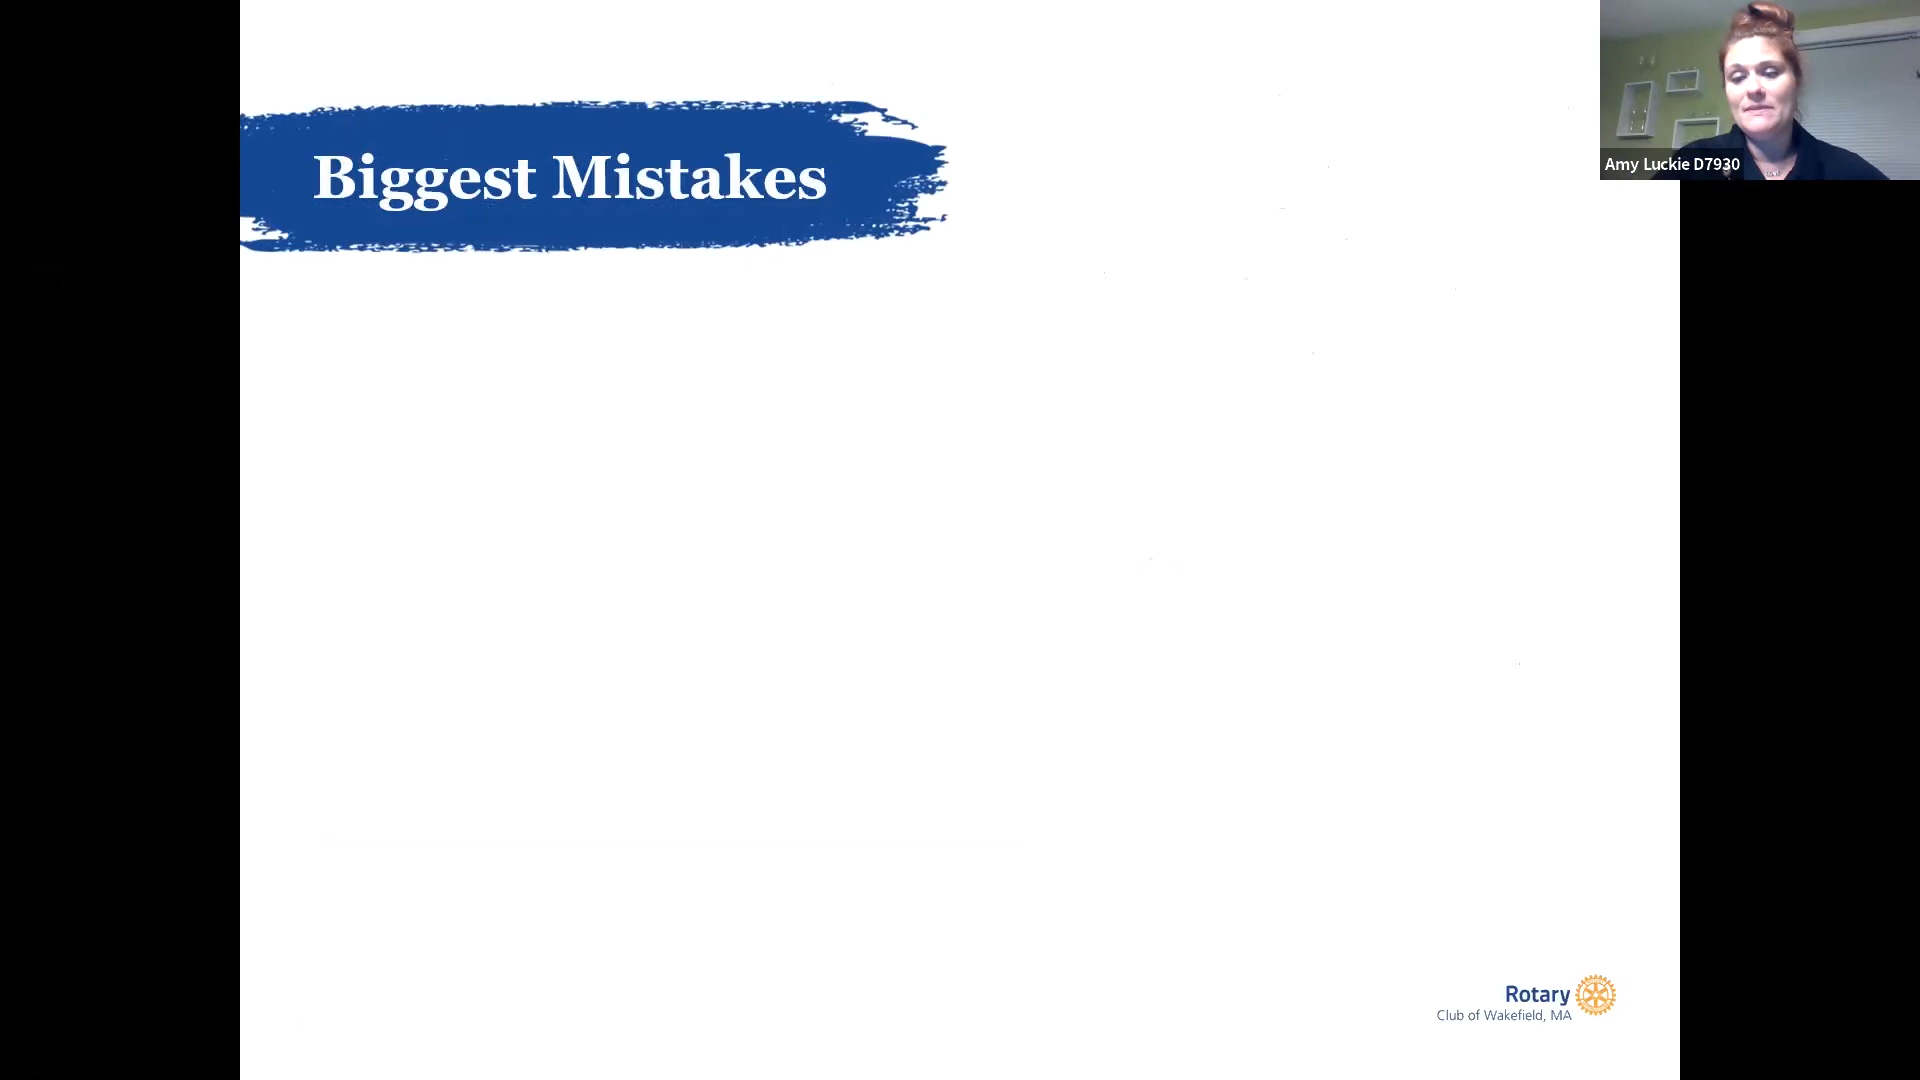 Biggest Mistakes
Amy Luckie D7930
Rotary
Club of Wakefield, MA